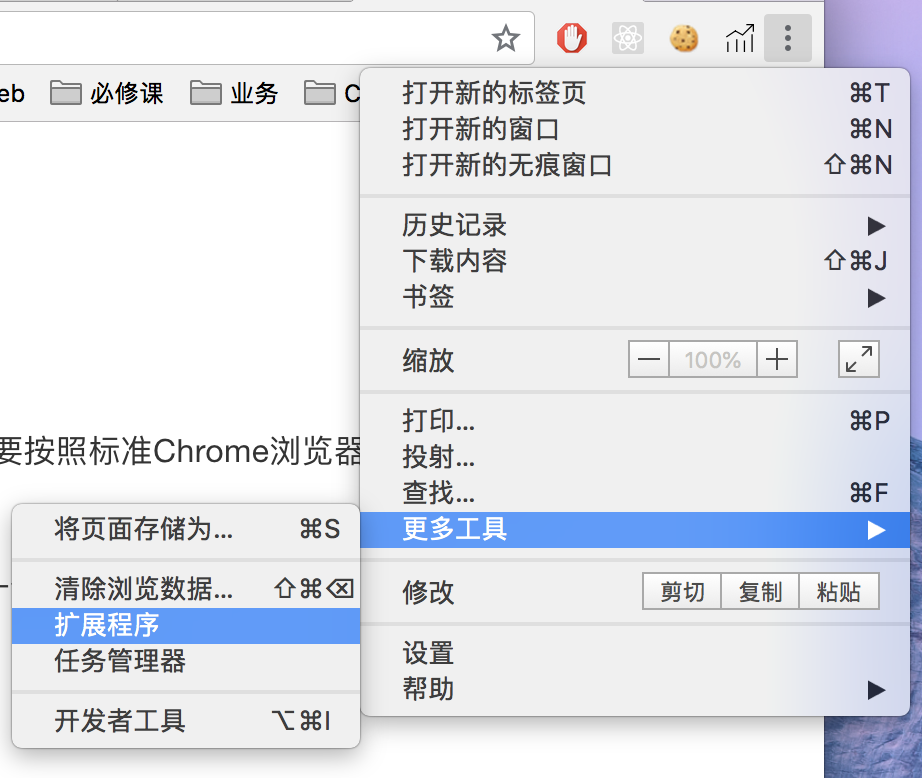 eb 必修课 业务 C
打开新的标签页 ⌘T
打开新的窗口 ⌘N
打开新的无痕窗口 ⇧⌘N
历史记录 ▶
下载内容 ⇧⌘J
书签 ▶
缩放 — 100% +
打印... ⌘P
要按照标准Chrome浏览器
投射...
查找... ⌘F
更多工具 ▶
将页面存储为... ⌘S
清除浏览数据... ⇧⌘⌫
扩展程序
任务管理器
开发者工具 ⌥⌘I
修改 剪切 复制 粘贴
设置
帮助 ▶